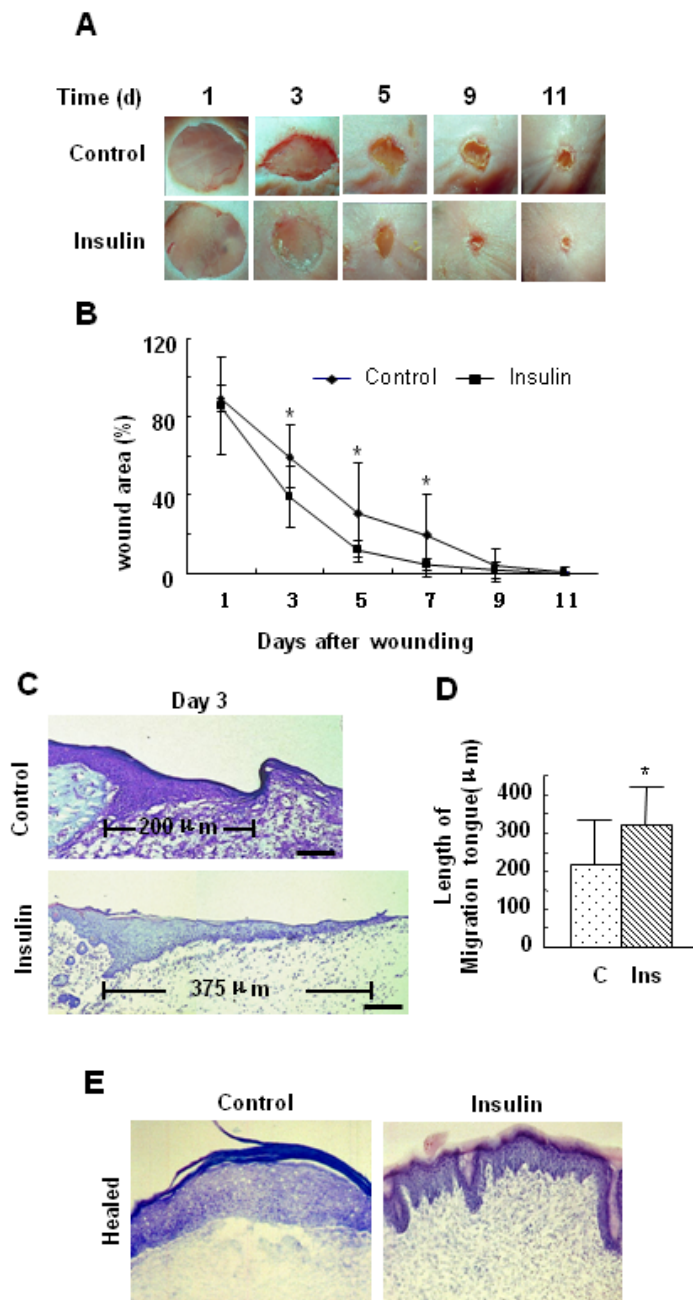 A
Time (d) 1 3 5 9 11
Control
Insulin
B
120
80
40
0
wound area (%)
Control Insulin
*
*
*
1 3 5 7 9 11
Days after wounding
C
Day 3
Control
200 μm
Insulin
375 μm
D
Length of
Migration tongue(μm)
400
300
200
100
0
*
C Ins
E
Control Insulin
Healed